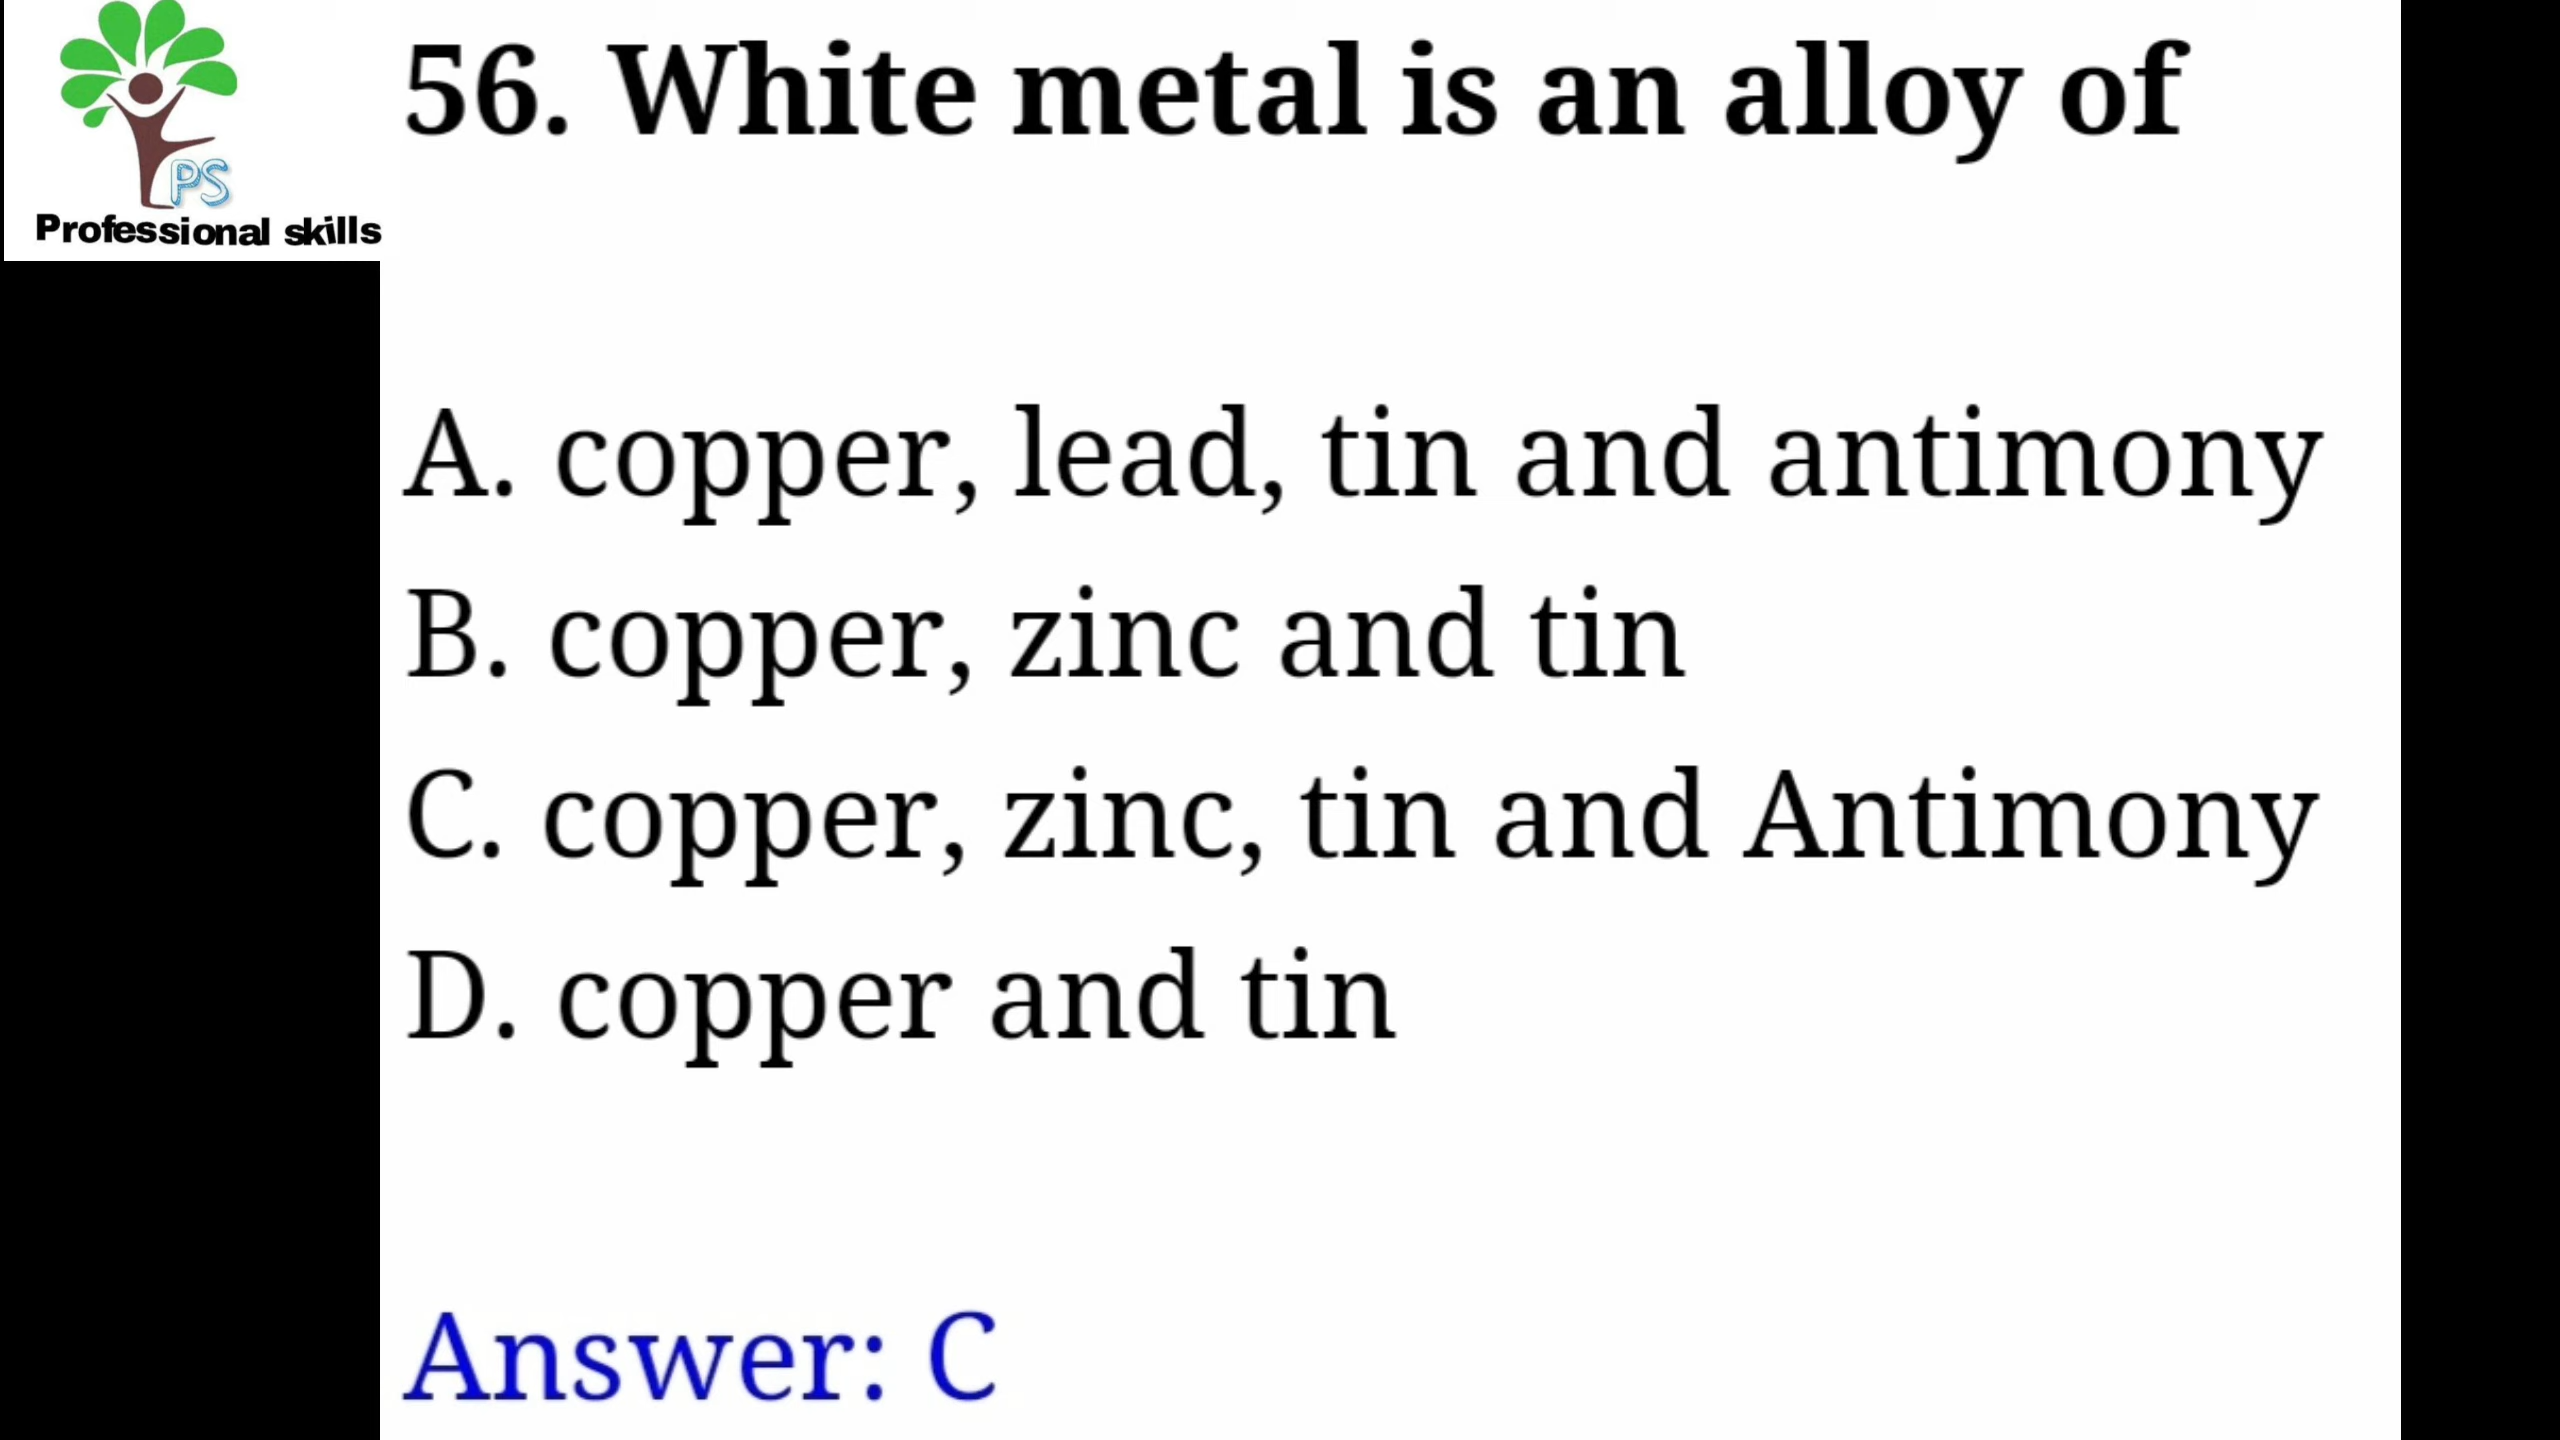 PS
Professional skills
56. White metal is an alloy of
A. copper, lead, tin and antimony
B. copper, zinc and tin
C. copper, zinc, tin and Antimony
D. copper and tin
Answer: C